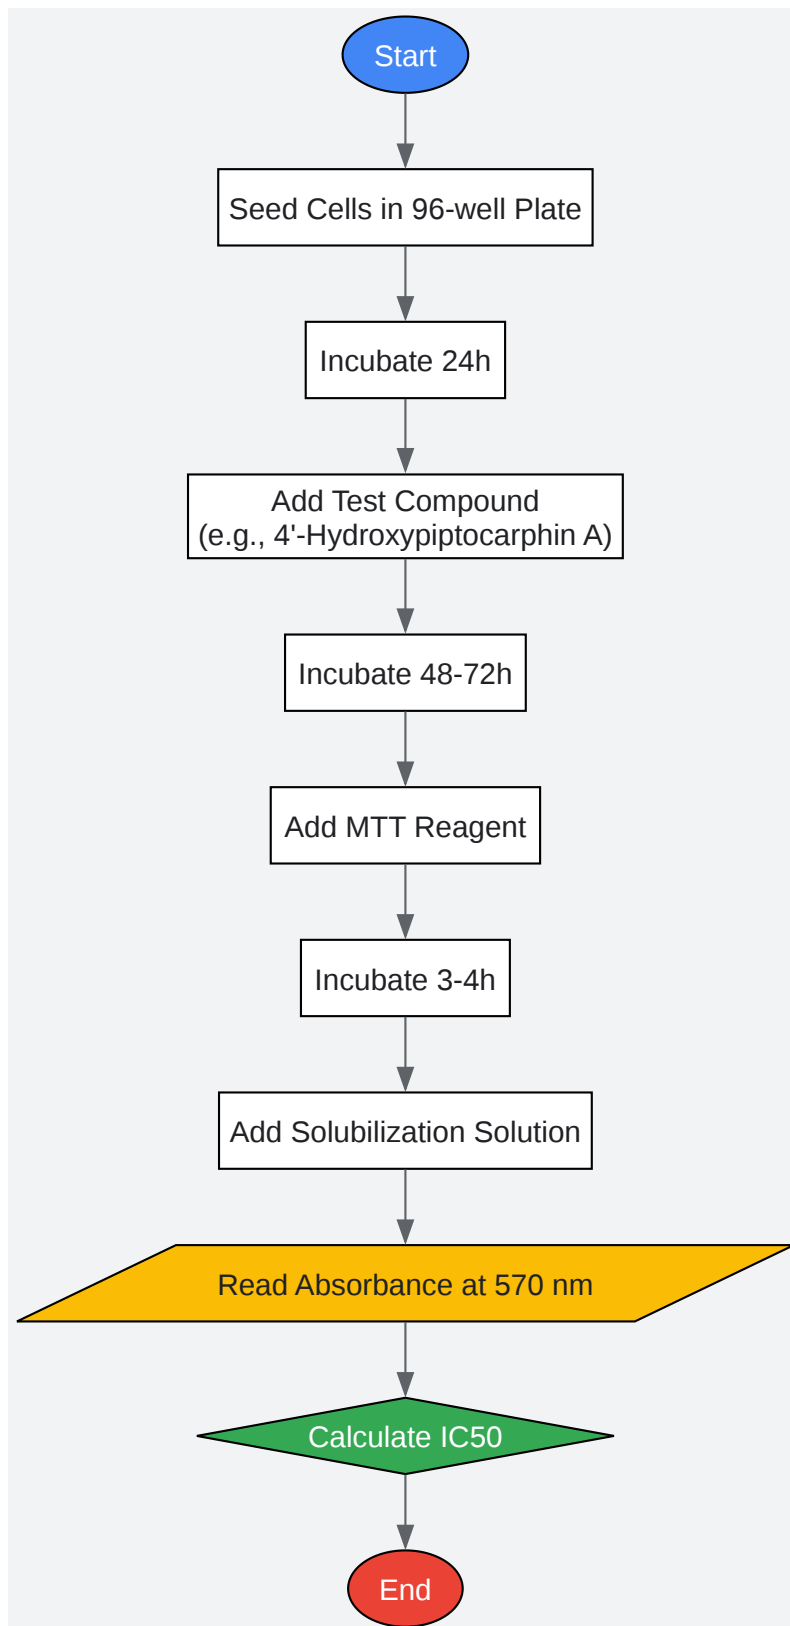 Start
Seed Cells in 96-well Plate
Incubate 24h
Add Test Compound
(e.g., 4'-Hydroxypiptocarphin A)
Incubate 48-72h
Add MTT Reagent
Incubate 3-4h
Add Solubilization Solution
Read Absorbance at 570 nm
Calculate IC50
End